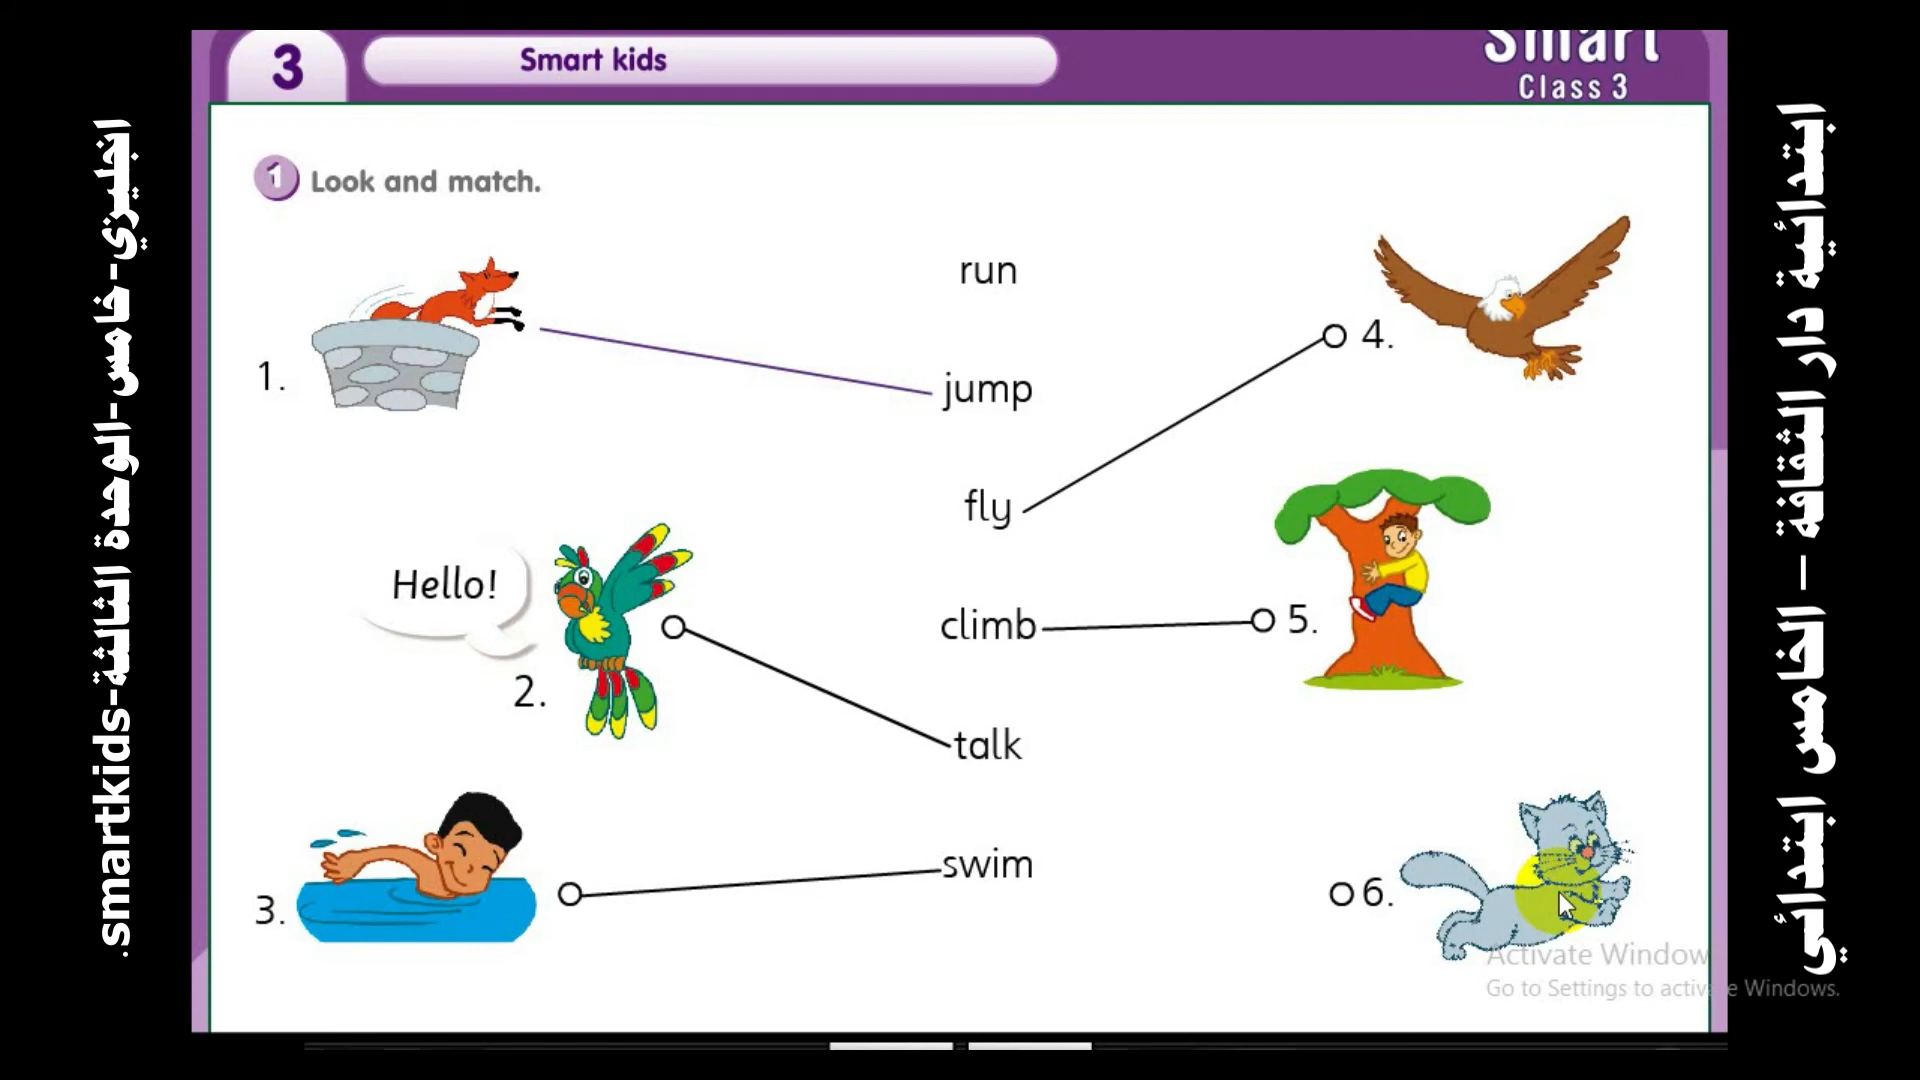 3
Smart kids
Smart
Class 3
1 Look and match.
run
4.
1.
jump
fly
Hello!
climb
5.
2.
talk
swim
3.
6.
Activate Window
Go to Settings to activate Windows.
انجليزي-خامس-الوحدة الثالثة-smartkids.
ابتدائية دار الثقافة – الخامس ابتدائي